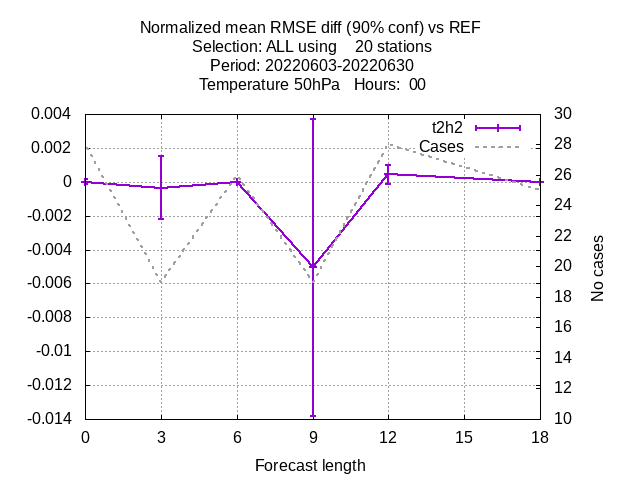 Normalized mean RMSE diff (90% conf) vs REF
Selection: ALL using    20 stations
Period: 20220603-20220630
Temperature 50hPa   Hours:  00
t2h2
Cases
0.004
0.002
0
-0.002
-0.004
-0.006
-0.008
-0.01
-0.012
-0.014
30
28
26
24
22
20
18
16
14
12
10
No cases
0 3 6 9 12 15 18
Forecast length